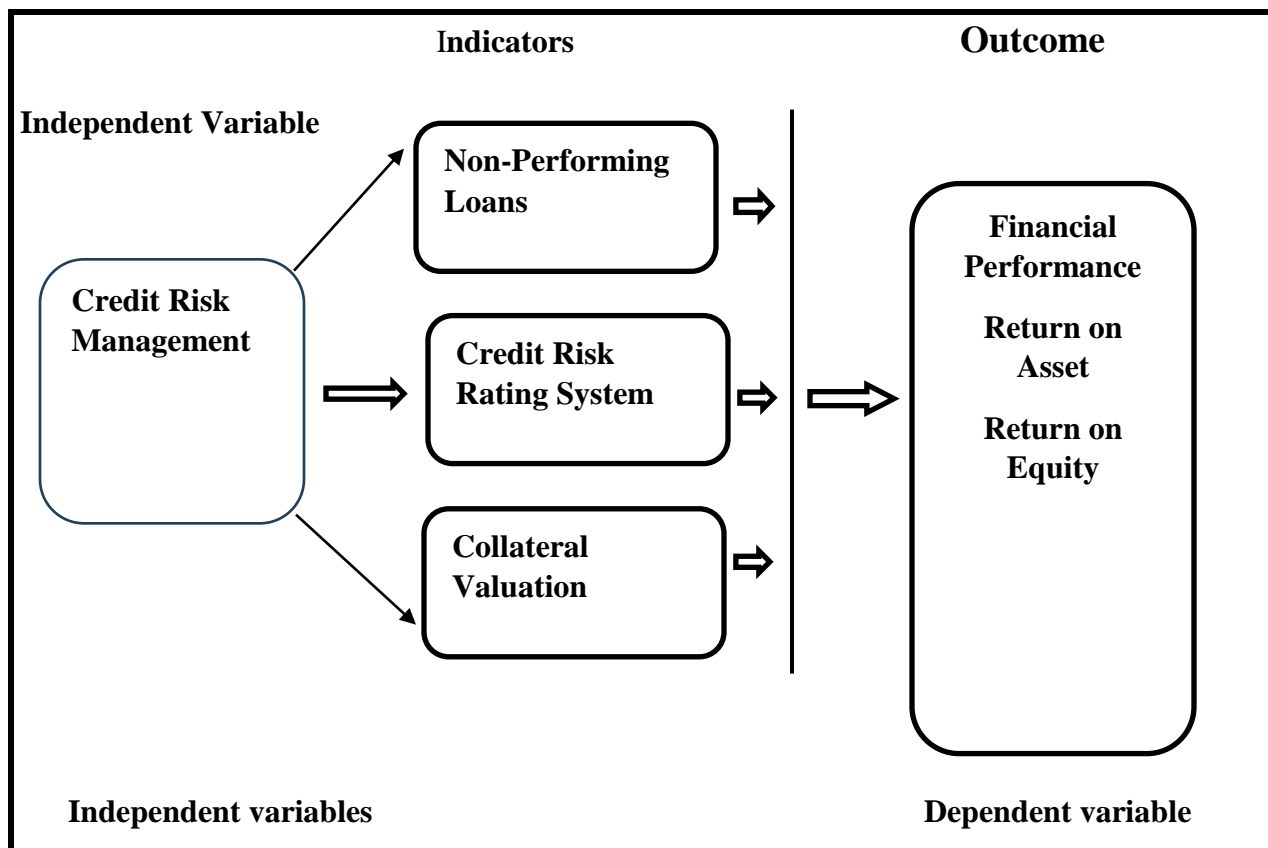 Indicators
Outcome
Independent Variable
Non-Performing
Loans
Credit Risk
Management
Credit Risk
Rating System
Collateral
Valuation
Financial
Performance
Return on
Asset
Return on
Equity
Independent variables
Dependent variable